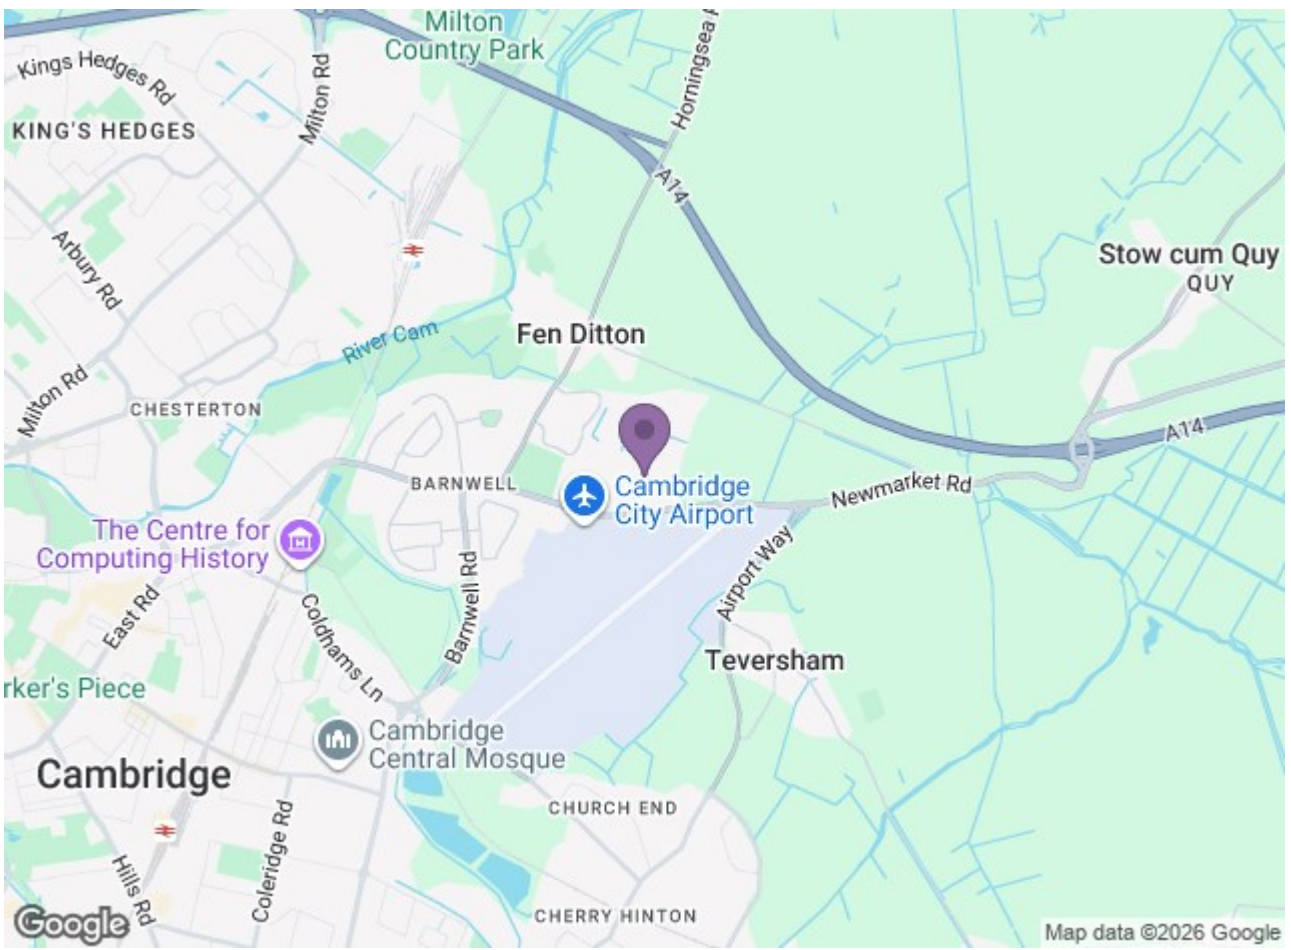 Milton
Country Park
Horningsea
Kings Hedges Rd
Milton Rd
KING'S HEDGES
A14
Arbury Rd
Stow cum Quy
QUY
River Cam
Fen Ditton
Milton Rd
CHESTERTON
A14
BARNWELL
Cambridge
City Airport
Newmarket Rd
The Centre for
Computing History
Airport Way
East Rd
Barnwell Rd
Coldhams Ln
Teversham
rker's Piece
Cambridge
Central Mosque
Cambridge
CHURCH END
Coleridge Rd
Hills Rd
CHERRY HINTON
Google
Map data ©2026 Google